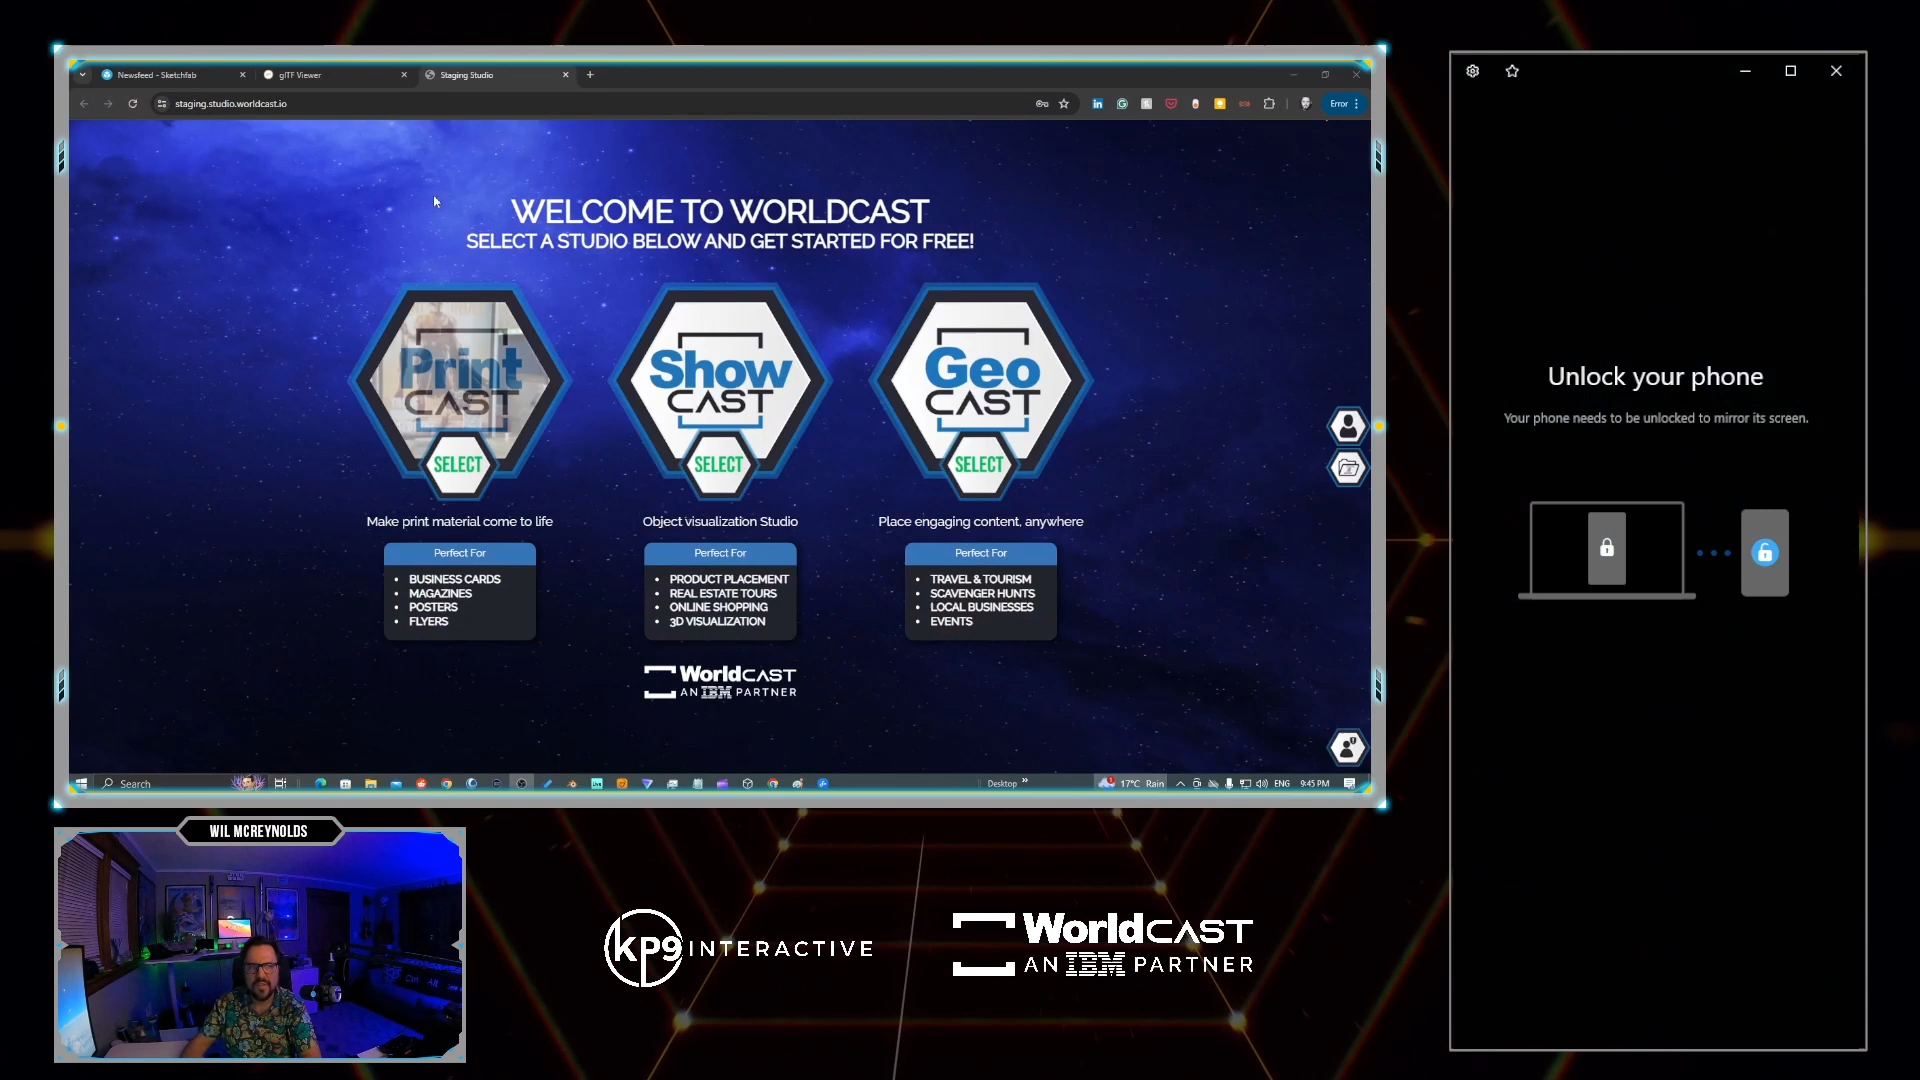 Newsfeed - Sketchfab
glTF Viewer
Staging Studio
staging.studio.worldcast.io
Error
WELCOME TO WORLDCAST
SELECT A STUDIO BELOW AND GET STARTED FOR FREE!
Print
CAST
SELECT
Show
CAST
SELECT
Geo
CAST
SELECT
Make print material come to life
Object visualization Studio
Place engaging content, anywhere
Perfect For
• BUSINESS CARDS
• MAGAZINES
• POSTERS
• FLYERS
Perfect For
• PRODUCT PLACEMENT
• REAL ESTATE TOURS
• ONLINE SHOPPING
• 3D VISUALIZATION
Perfect For
• TRAVEL & TOURISM
• SCAVENGER HUNTS
• LOCAL BUSINESSES
• EVENTS
WorldCAST
AN IBM PARTNER
Search
Desktop
17°C Rain
ENG
9:45 PM
Unlock your phone
Your phone needs to be unlocked to mirror its screen.
WIL MCREYNOLDS
kp9 INTERACTIVE
WorldCAST
AN IBM PARTNER